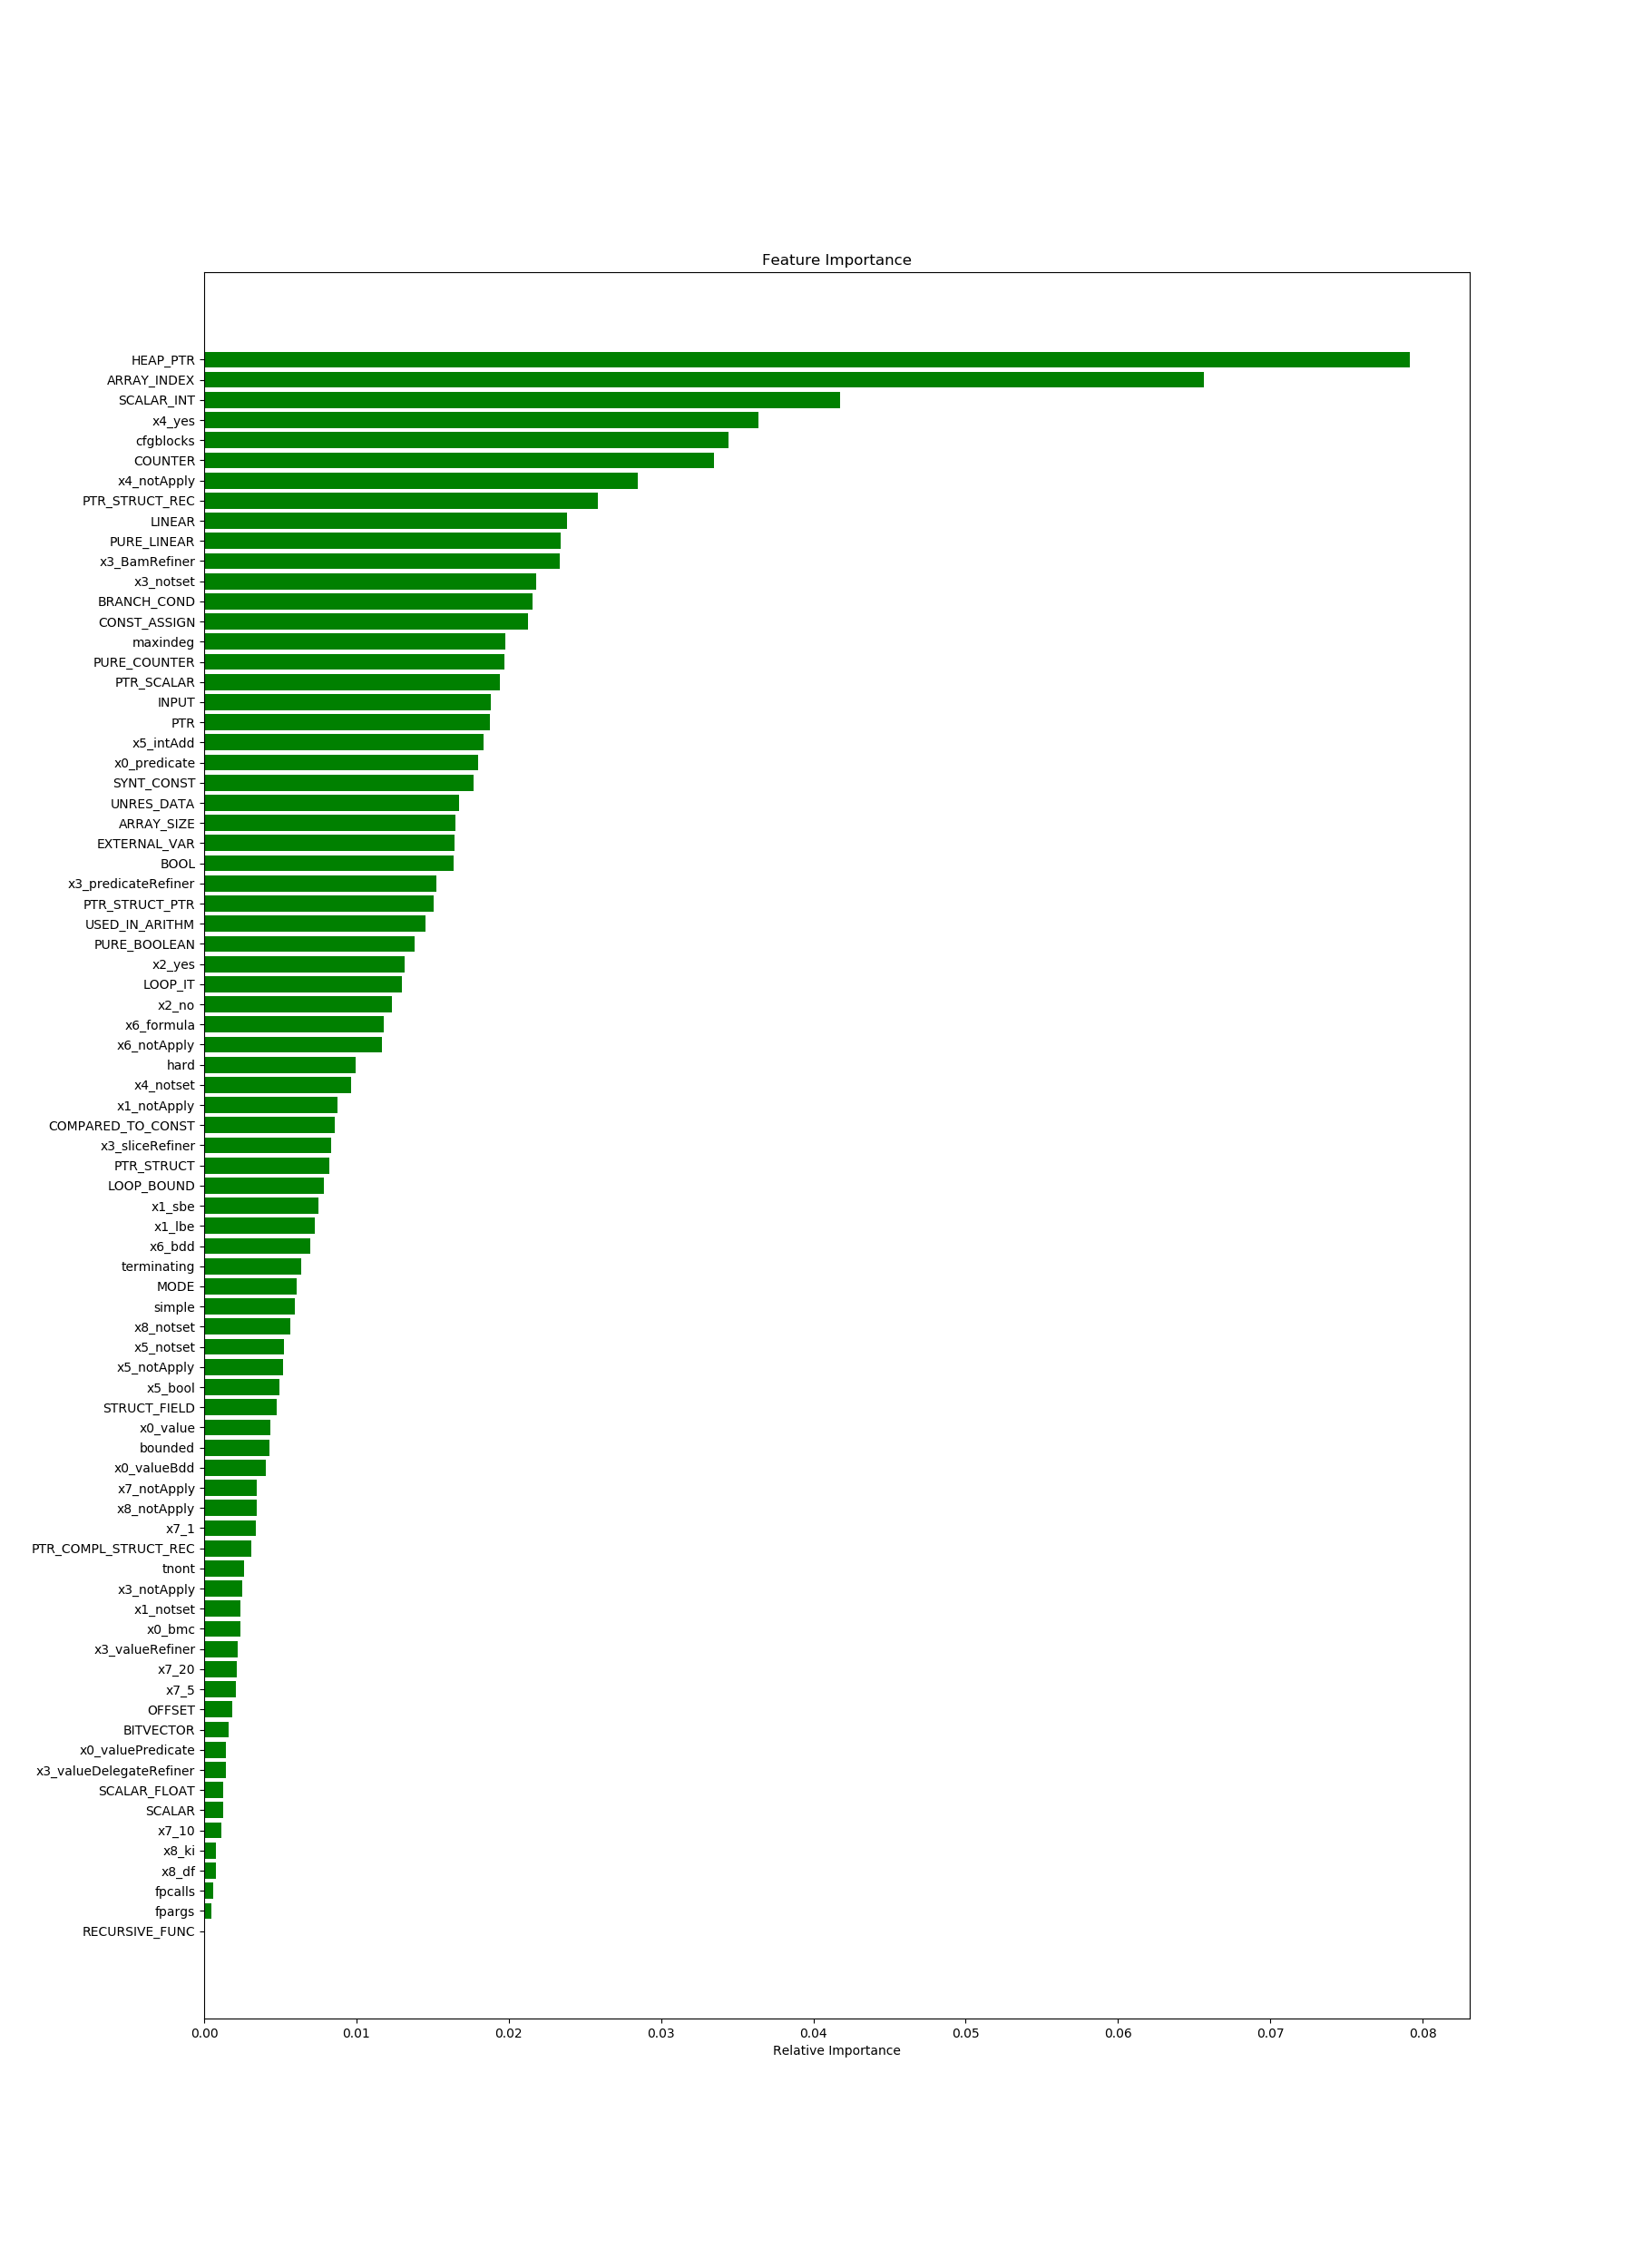 Feature Importance
HEAP_PTR
ARRAY_INDEX
SCALAR_INT
x4_yes
cfgblocks
COUNTER
x4_notApply
PTR_STRUCT_REC
LINEAR
PURE_LINEAR
x3_BamRefiner
x3_notset
BRANCH_COND
CONST_ASSIGN
maxindeg
PURE_COUNTER
PTR_SCALAR
INPUT
PTR
x5_intAdd
x0_predicate
SYNT_CONST
UNRES_DATA
ARRAY_SIZE
EXTERNAL_VAR
BOOL
x3_predicateRefiner
PTR_STRUCT_PTR
USED_IN_ARITHM
PURE_BOOLEAN
x2_yes
LOOP_IT
x2_no
x6_formula
x6_notApply
hard
x4_notset
x1_notApply
COMPARED_TO_CONST
x3_sliceRefiner
PTR_STRUCT
LOOP_BOUND
x1_sbe
x1_lbe
x6_bdd
terminating
MODE
simple
x8_notset
x5_notset
x5_notApply
x5_bool
STRUCT_FIELD
x0_value
bounded
x0_valueBdd
x7_notApply
x8_notApply
x7_1
PTR_COMPL_STRUCT_REC
tnont
x3_notApply
x1_notset
x0_bmc
x3_valueRefiner
x7_20
x7_5
OFFSET
BITVECTOR
x0_valuePredicate
x3_valueDelegateRefiner
SCALAR_FLOAT
SCALAR
x7_10
x8_ki
x8_df
fpcalls
fpargs
RECURSIVE_FUNC
0.00 0.01 0.02 0.03 0.04 0.05 0.06 0.07 0.08
Relative Importance